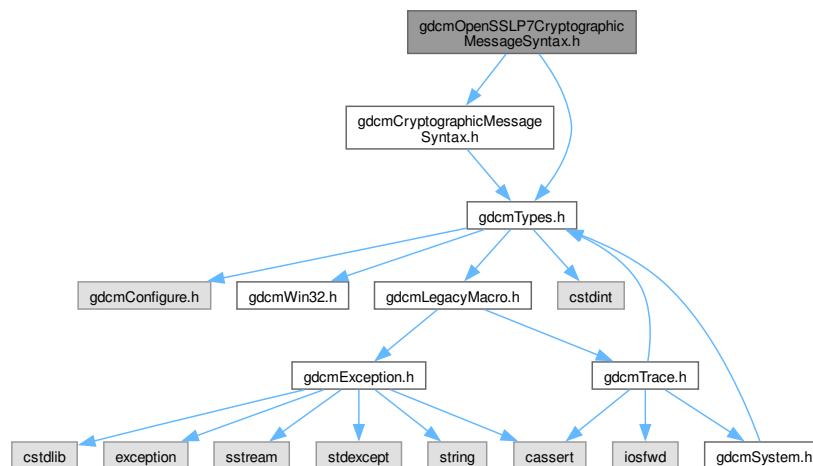 gdcmOpenSSLP7Cryptographic
MessageSyntax.h
gdcmCryptographicMessage
Syntax.h
gdcmTypes.h
gdcmConfigure.h
gdcmWin32.h
gdcmLegacyMacro.h
cstdint
gdcmException.h
gdcmTrace.h
cstdlib
exception
sstream
stdexcept
string
cassert
iosfwd
gdcmSystem.h